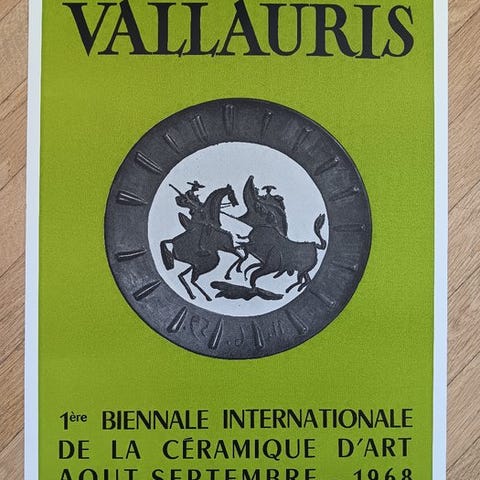 VALLAURIS
1ère BIENNALE INTERNATIONALE
DE LA CÉRAMIQUE D'ART
AOUT SEPTEMBRE 1968